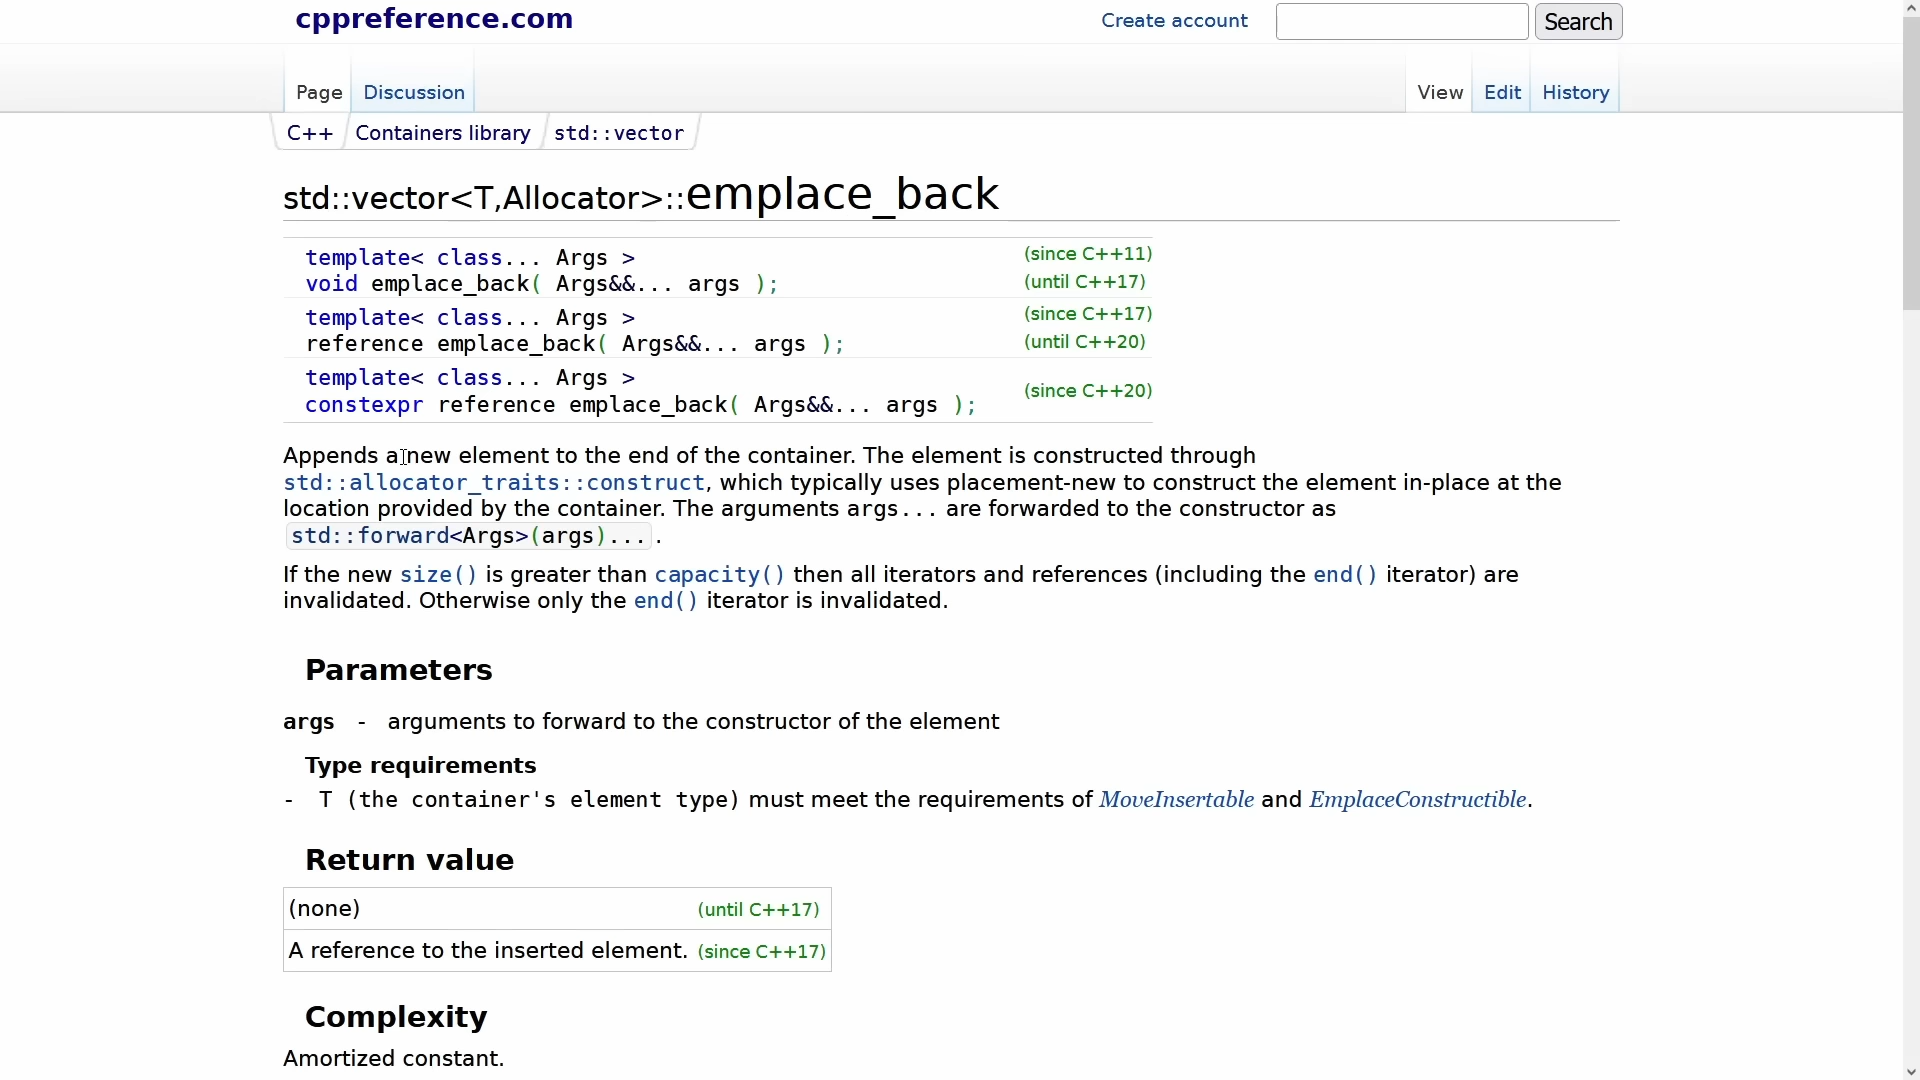 cppreference.com
Create account
Search
Page
Discussion
View
Edit
History
C++
Containers library
std::vector
std::vector<T,Allocator>::emplace_back
template< class... Args >
void emplace_back( Args&&... args );
(since C++11)
(until C++17)
template< class... Args >
reference emplace_back( Args&&... args );
(since C++17)
(until C++20)
template< class... Args >
constexpr reference emplace_back( Args&&... args );
(since C++20)
Appends a new element to the end of the container. The element is constructed through
std::allocator_traits::construct, which typically uses placement-new to construct the element in-place at the
location provided by the container. The arguments args... are forwarded to the constructor as
std::forward<Args>(args)... .
If the new size() is greater than capacity() then all iterators and references (including the end() iterator) are
invalidated. Otherwise only the end() iterator is invalidated.
Parameters
args - arguments to forward to the constructor of the element
Type requirements
- T (the container's element type) must meet the requirements of MoveInsertable and EmplaceConstructible.
Return value
(none) (until C++17)
A reference to the inserted element. (since C++17)
Complexity
Amortized constant.